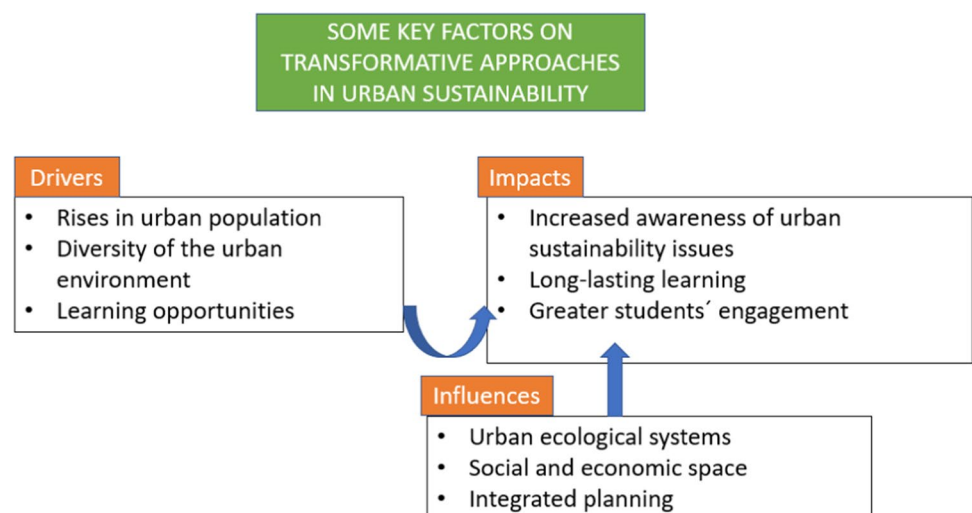 SOME KEY FACTORS ON
TRANSFORMATIVE APPROACHES
IN URBAN SUSTAINABILITY
Drivers
• Rises in urban population
• Diversity of the urban
environment
• Learning opportunities
Impacts
• Increased awareness of urban
sustainability issues
• Long-lasting learning
• Greater students´ engagement
Influences
• Urban ecological systems
• Social and economic space
• Integrated planning